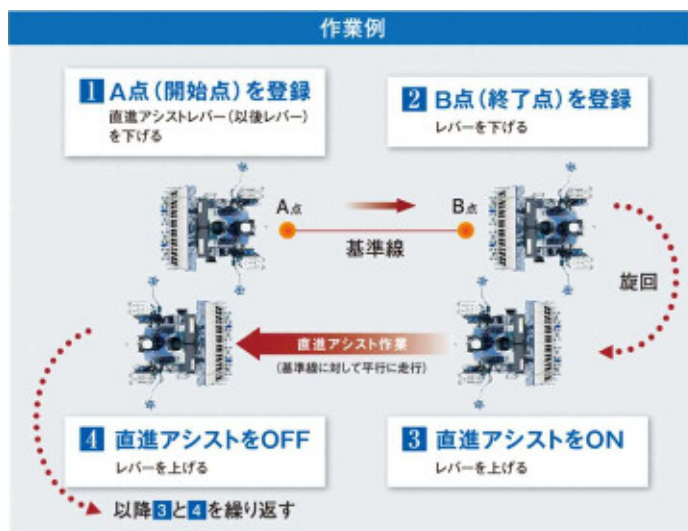 作業例
1 A点(開始点)を登録
直進アシストレバー(以後レバー)
を下げる
2 B点(終了点)を登録
レバーを下げる
A点
B点
基準線
旋回
直進アシスト作業
(基準線に対して平行に走行)
4 直進アシストをOFF
レバーを上げる
3 直進アシストをON
レバーを上げる
以降3と4を繰り返す